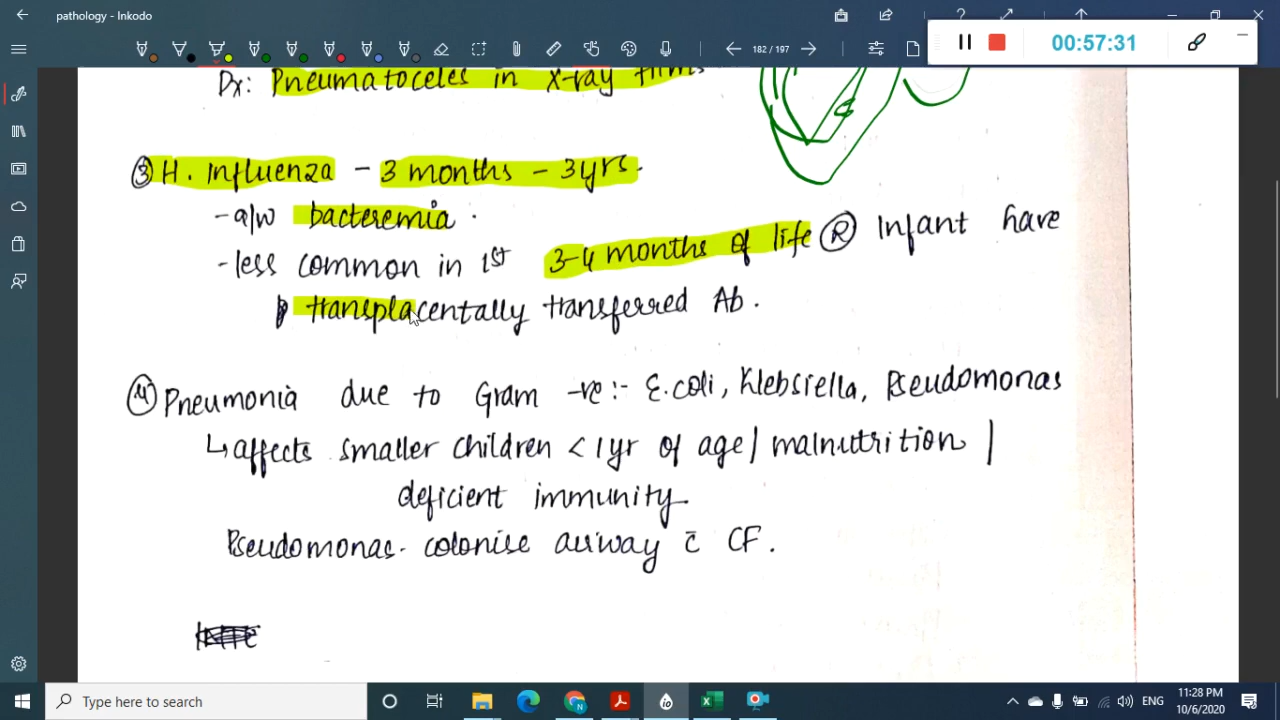 pathology - Inkodo
182 / 197
00:57:31
Dx: Pneumatoceles in X-ray films
③ H. Influenza - 3 months - 3yrs.
- a/w bacteremia.
- less common in 1st 3-4 months of life Ⓡ Infant have
transplacentally transferred Ab.
④ Pneumonia due to Gram -ve:- E.coli, Klebsiella, Pseudomonas
↳ affects smaller children < 1yr of age / malnutrition /
deficient immunity
Pseudomonas. colonise airway c̄ CF.
Type here to search
ENG
11:28 PM
10/6/2020